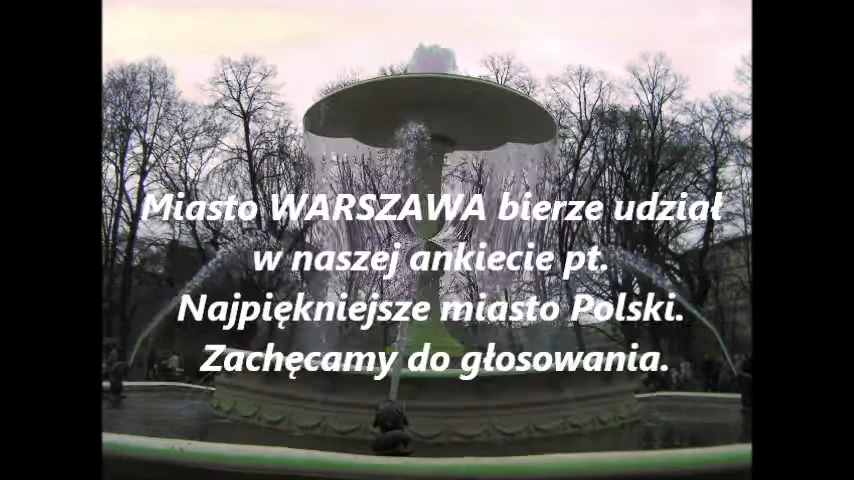 Miasto WARSZAWA bierze udział
w naszej ankiecie pt.
Najpiękniejsze miasto Polski.
Zachęcamy do głosowania.